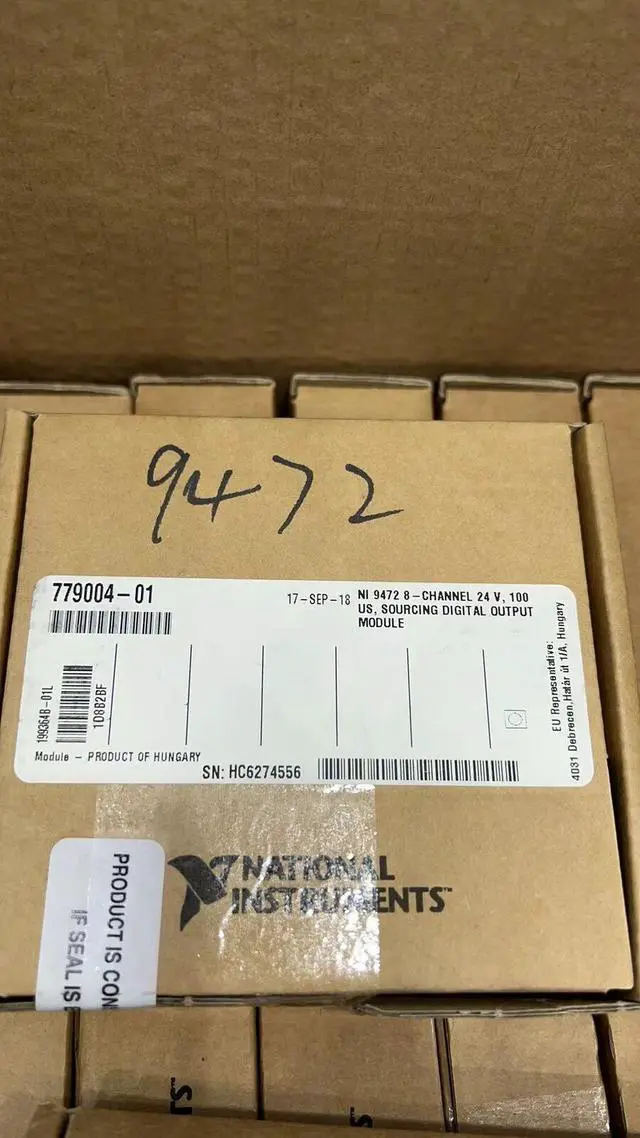 9472
779004-01
17-SEP-18
NI 9472 8-CHANNEL 24 V, 100
US, SOURCING DIGITAL OUTPUT
MODULE
199364B-01L
1D8B2BF
EU Representative:
4031 Debrecen, Határ út 1/A, Hungary
Module - PRODUCT OF HUNGARY
SN: HC6274556
NATIONAL
INSTRUMENTS™
PRODUCT IS CON
IF SEAL IS